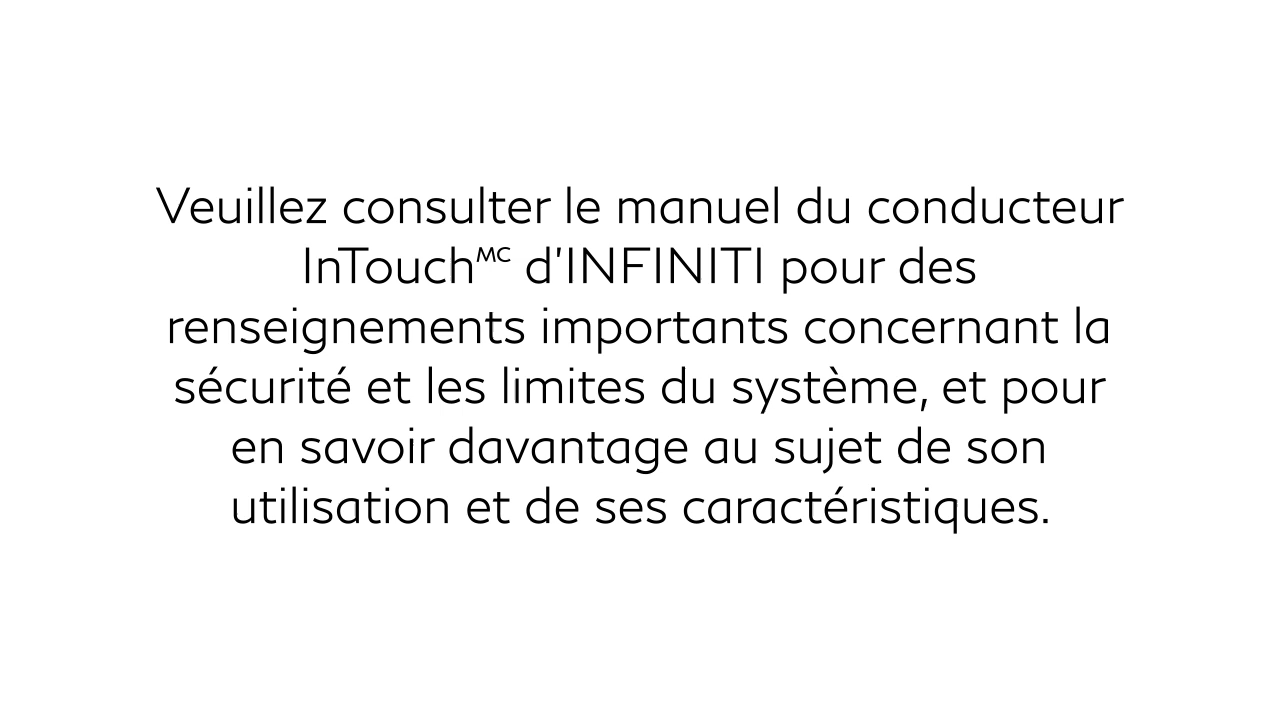 Veuillez consulter le manuel du conducteur
InTouchᴹᶜ d'INFINITI pour des
renseignements importants concernant la
sécurité et les limites du système, et pour
en savoir davantage au sujet de son
utilisation et de ses caractéristiques.